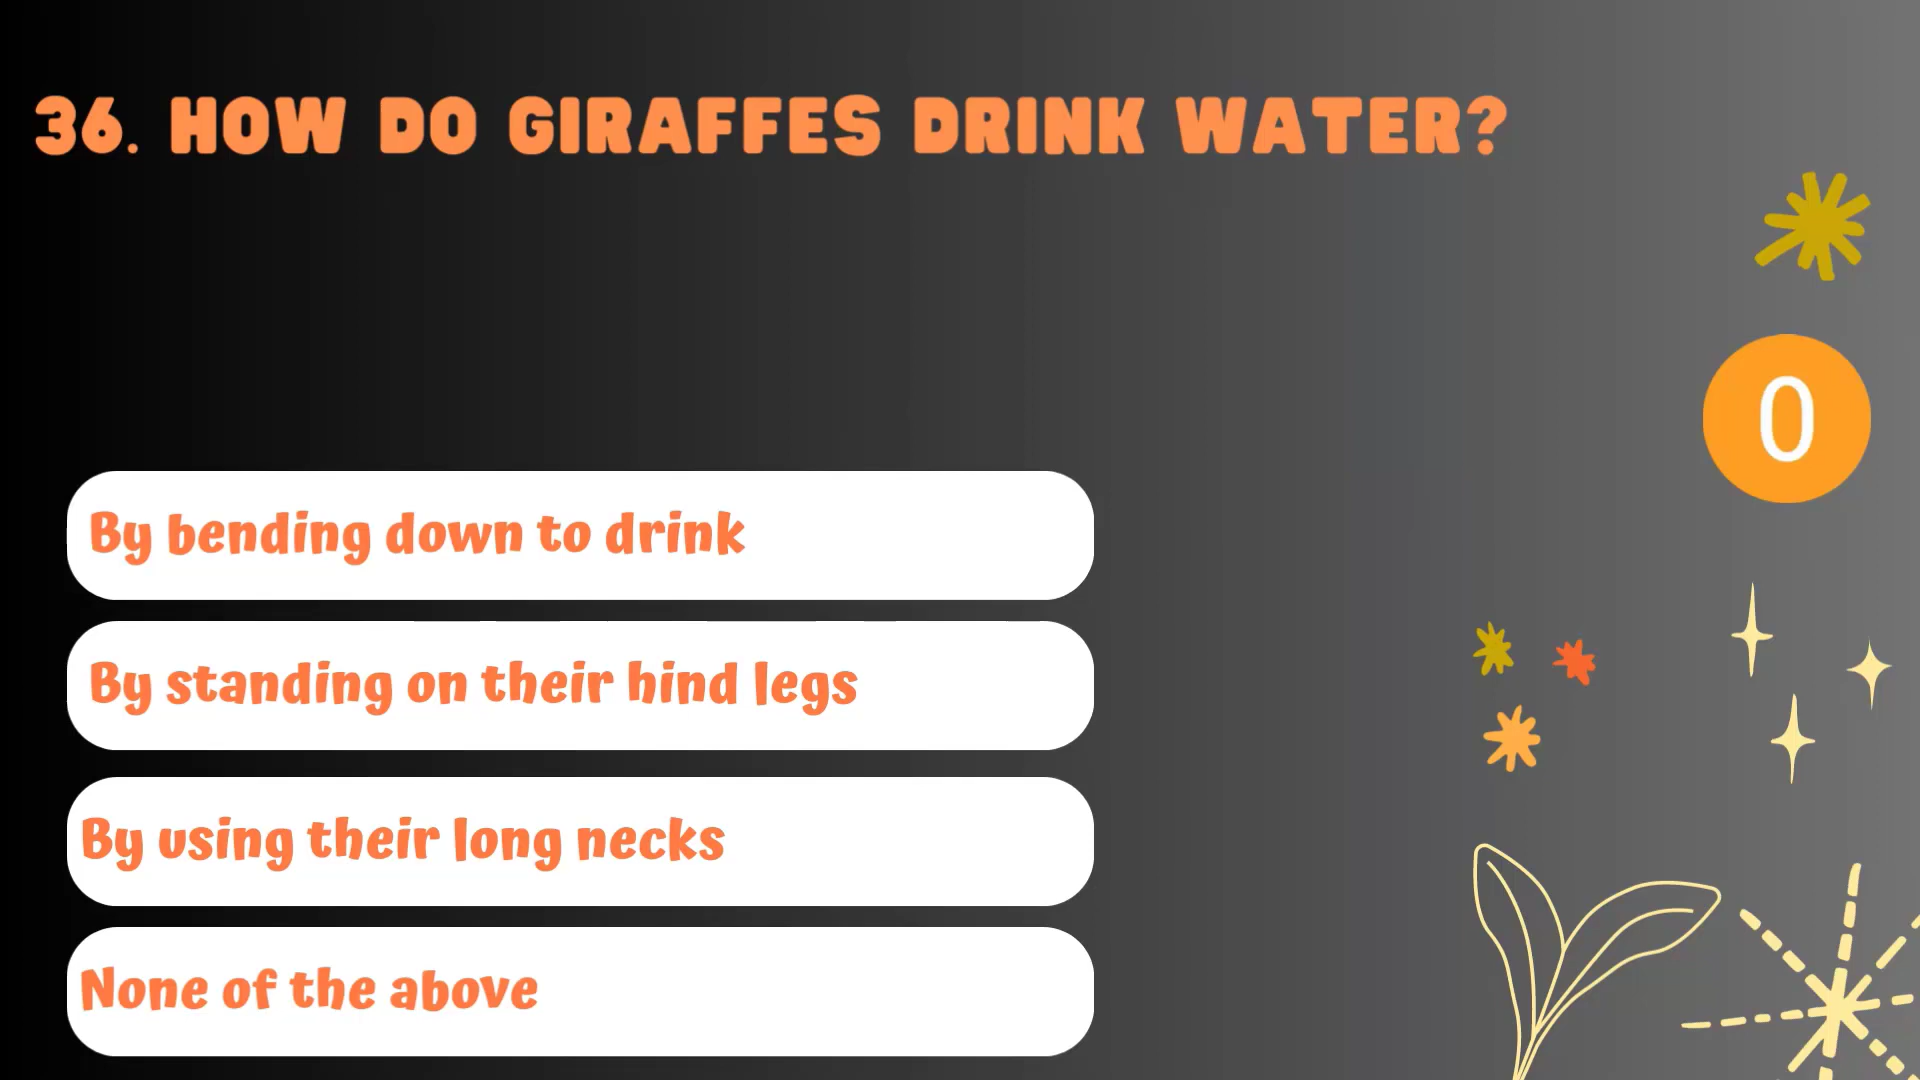 36. HOW DO GIRAFFES DRINK WATER?
0
By bending down to drink
By standing on their hind legs
By using their long necks
None of the above